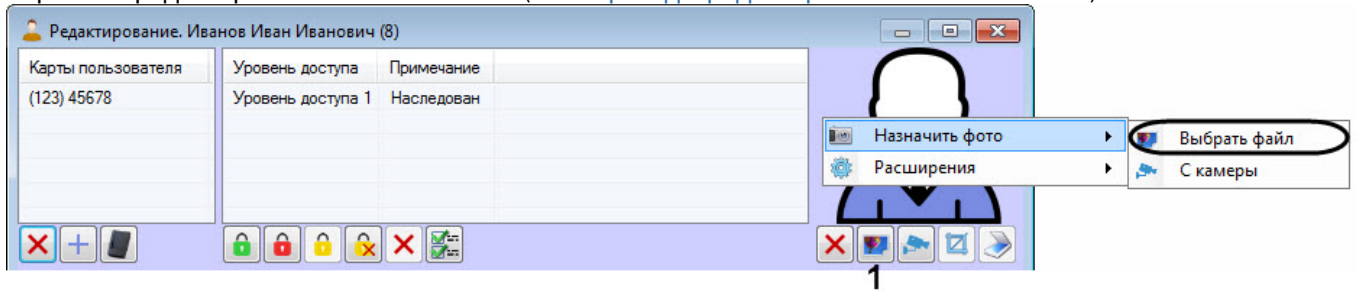 Редактирование. Иванов Иван Иванович (8)
Карты пользователя
Уровень доступа
Примечание
(123) 45678
Уровень доступа 1
Наследован
Назначить фото
Выбрать файл
Расширения
С камеры
1